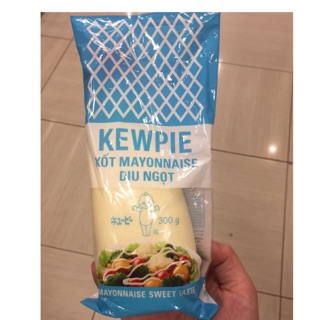 KEWPIE
XỐT MAYONNAISE
DỊU NGỌT
キユーピー
300 g
MAYONNAISE SWEET TASTE